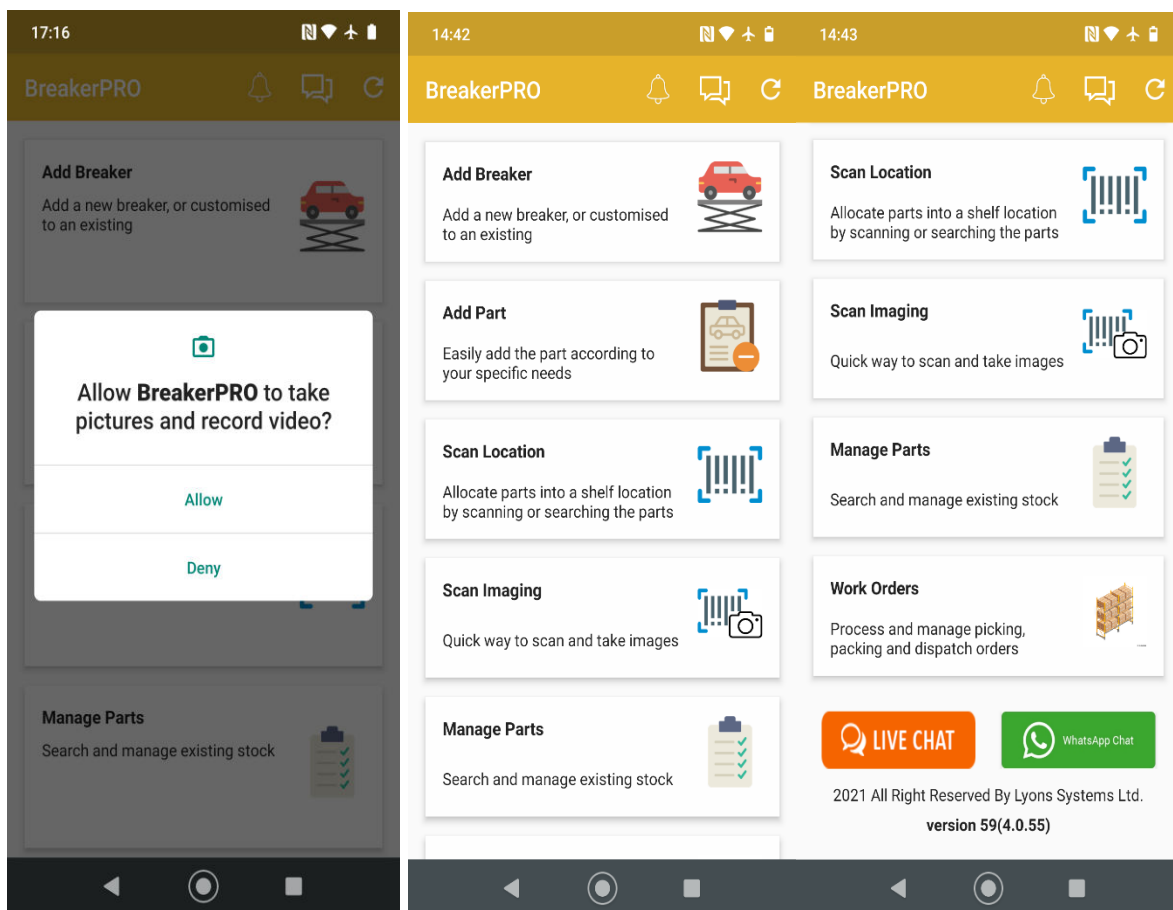 17:16
BreakerPRO
Add Breaker
Add a new breaker, or customised
to an existing
Allow BreakerPRO to take
pictures and record video?
Allow
Deny
Manage Parts
Search and manage existing stock
14:42
BreakerPRO
Add Breaker
Add a new breaker, or customised
to an existing
Add Part
Easily add the part according to
your specific needs
Scan Location
Allocate parts into a shelf location
by scanning or searching the parts
Scan Imaging
Quick way to scan and take images
Manage Parts
Search and manage existing stock
14:43
BreakerPRO
Scan Location
Allocate parts into a shelf location
by scanning or searching the parts
Scan Imaging
Quick way to scan and take images
Manage Parts
Search and manage existing stock
Work Orders
Process and manage picking,
packing and dispatch orders
LIVE CHAT
WhatsApp Chat
2021 All Right Reserved By Lyons Systems Ltd.
version 59(4.0.55)